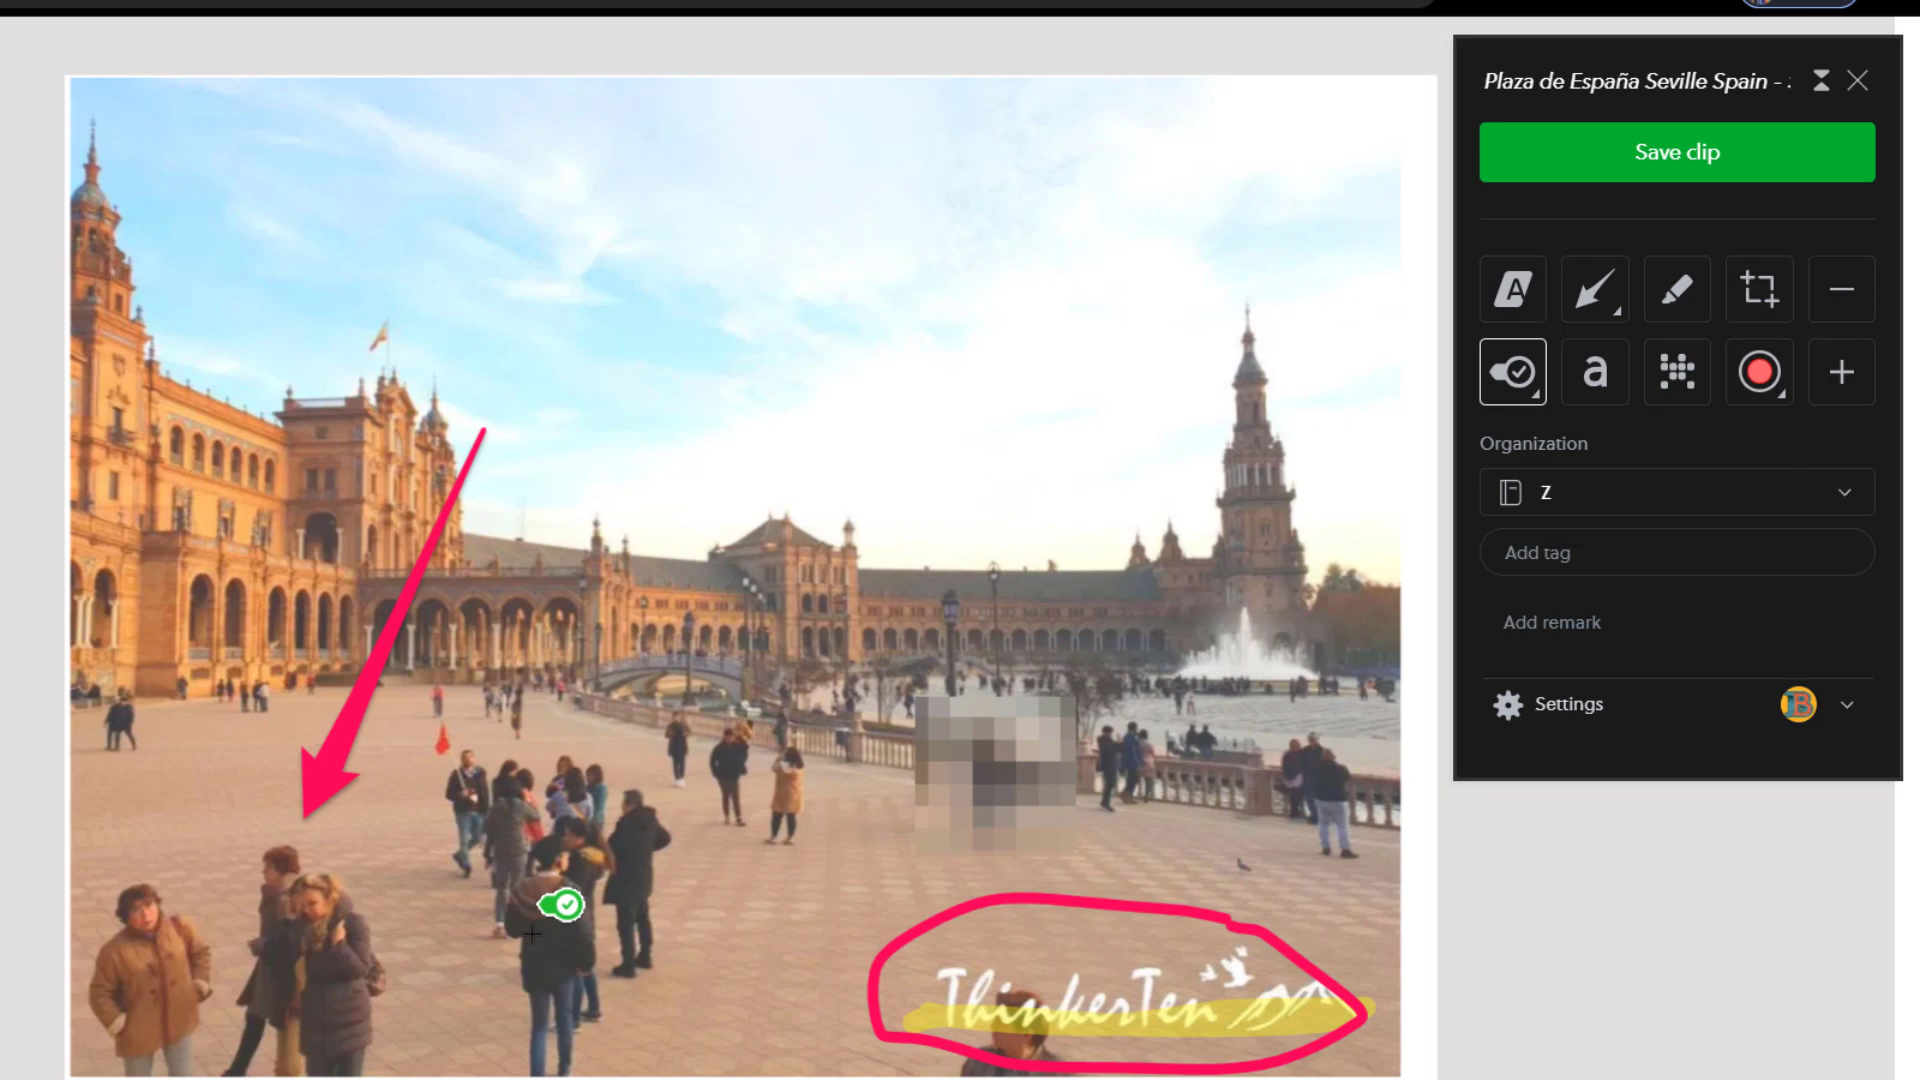 Plaza de España Seville Spain -
Save clip
A
a
Organization
Z
Add tag
Add remark
Settings
B
ThinkerTen